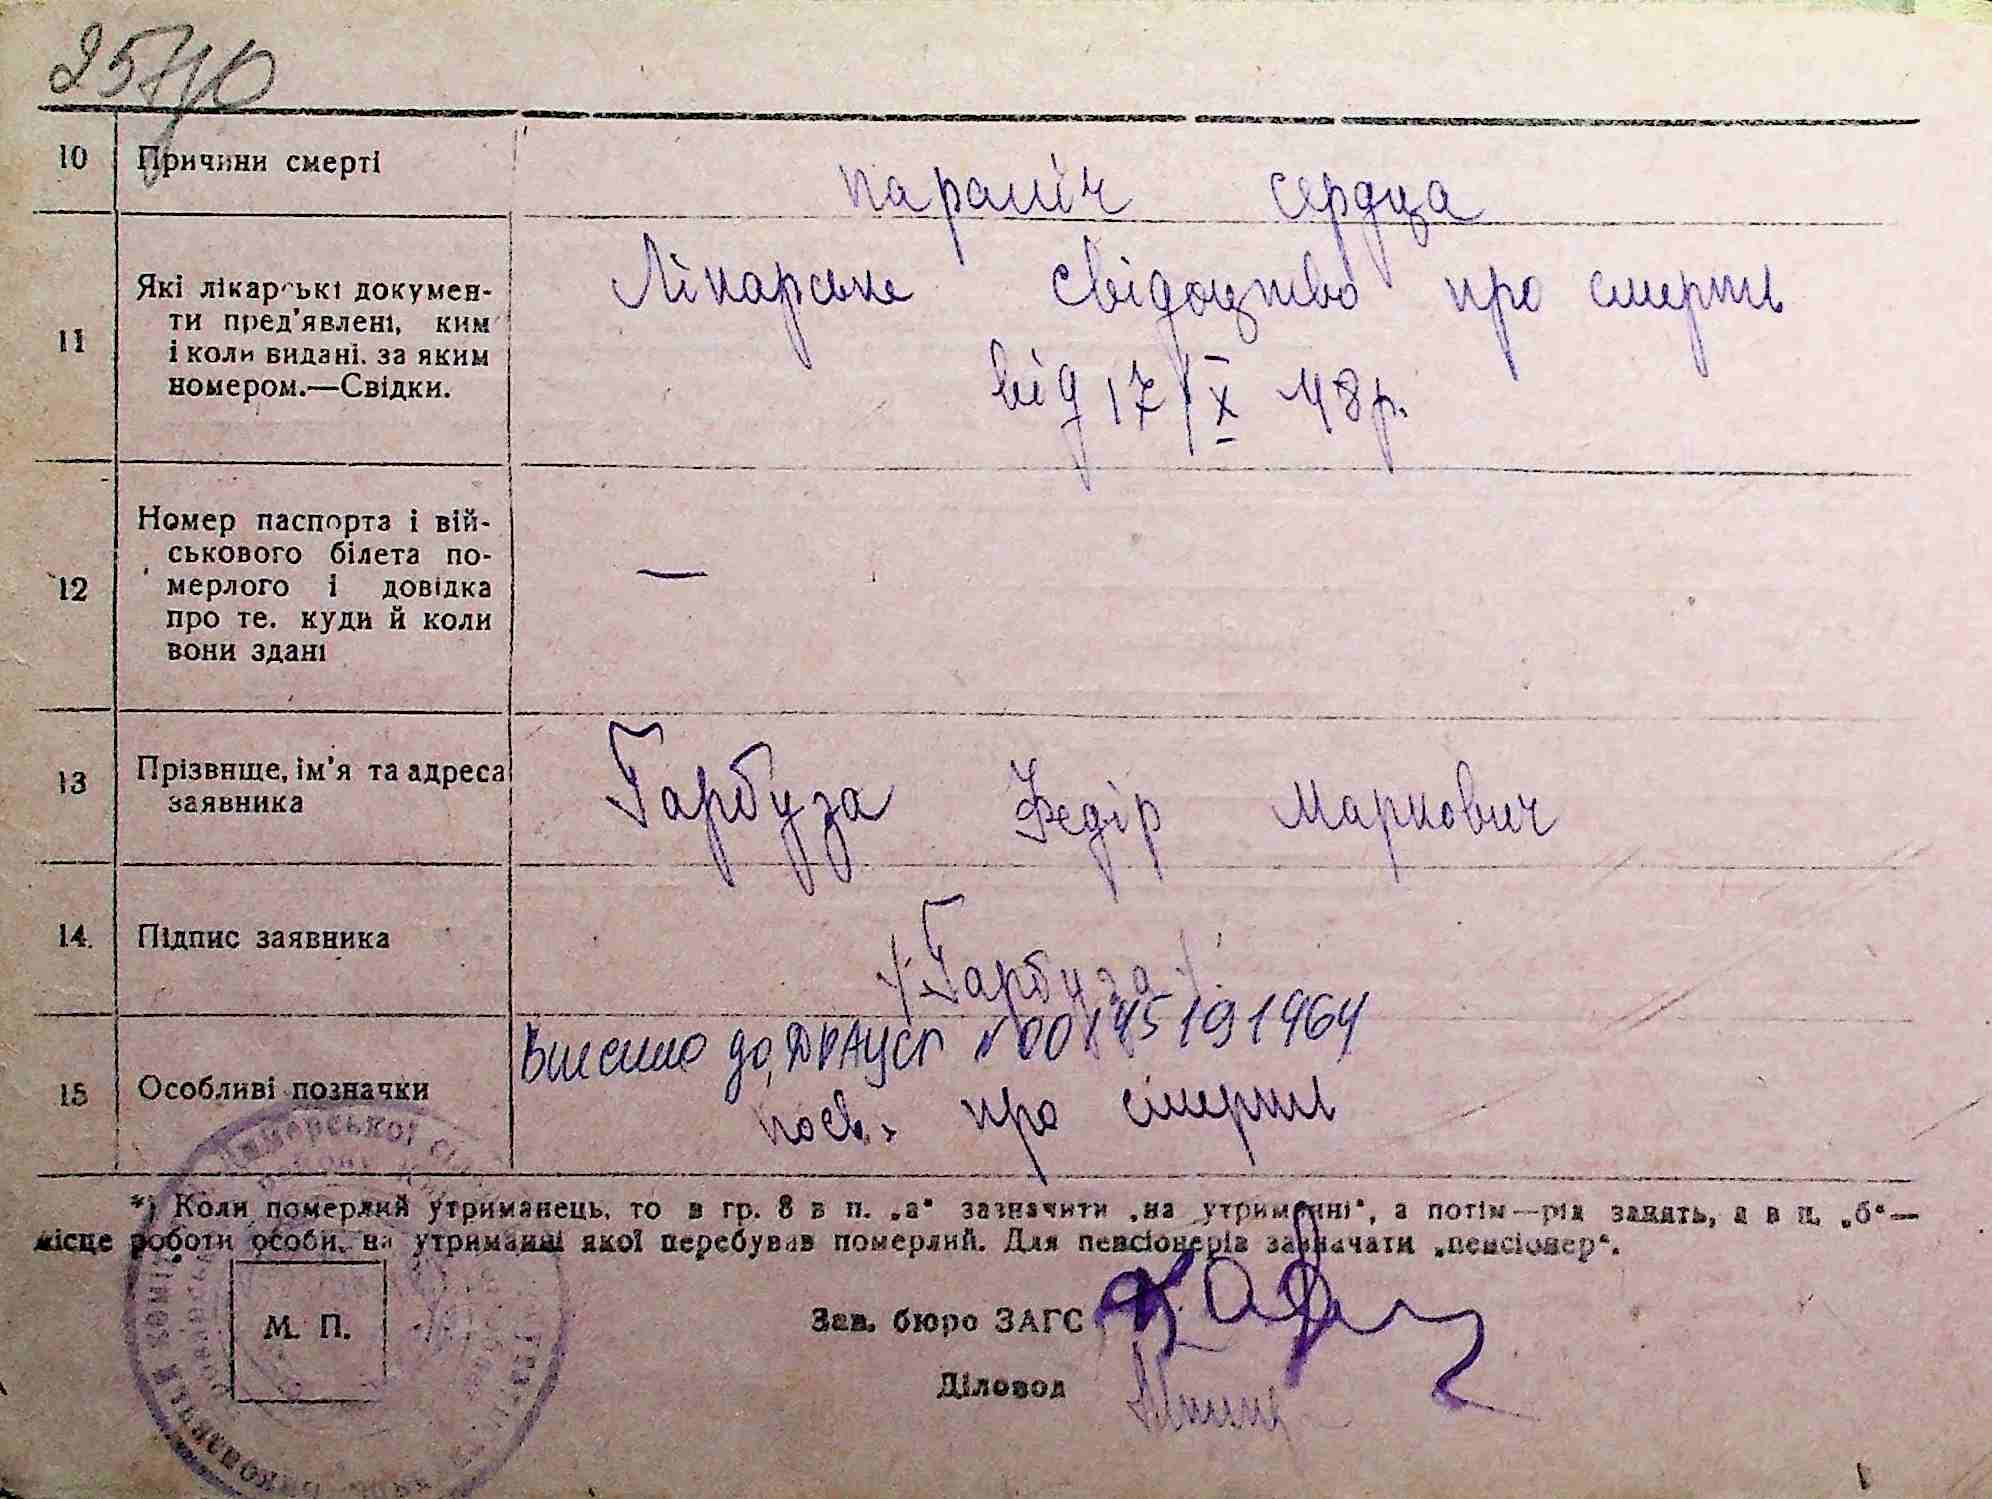 10 Причини смерті
параліч сердца
11 Які лікарські докумен-
ти пред'явлені, ким
і коли видані. за яким
номером.—Свідки.
Лікарське свідоцтво про смерть
від 17/X 48 р.
12 Номер паспорта і вій-
ськового білета по-
мерлого і довідка
про те. куди й коли
вони здані
—
13 Прізвище, ім'я та адреса
заявника
Гарбуза Федір Маркович
14. Підпис заявника
/Гарбуза/
15 Особливі позначки
Внесено до ДРАЦСГ № 00145191964
посв. про смерть
*) Коли померлий утриманець, то в гр. 8 в п. „а“ зазначити „на утриманні“, а потім—рід занять, а в п. „б“—
місце роботи особи, на утриманні якої перебував померлий. Для пенсіонерів зазначати „пенсіонер“.
М. П.
Зав. бюро ЗАГС
Діловод